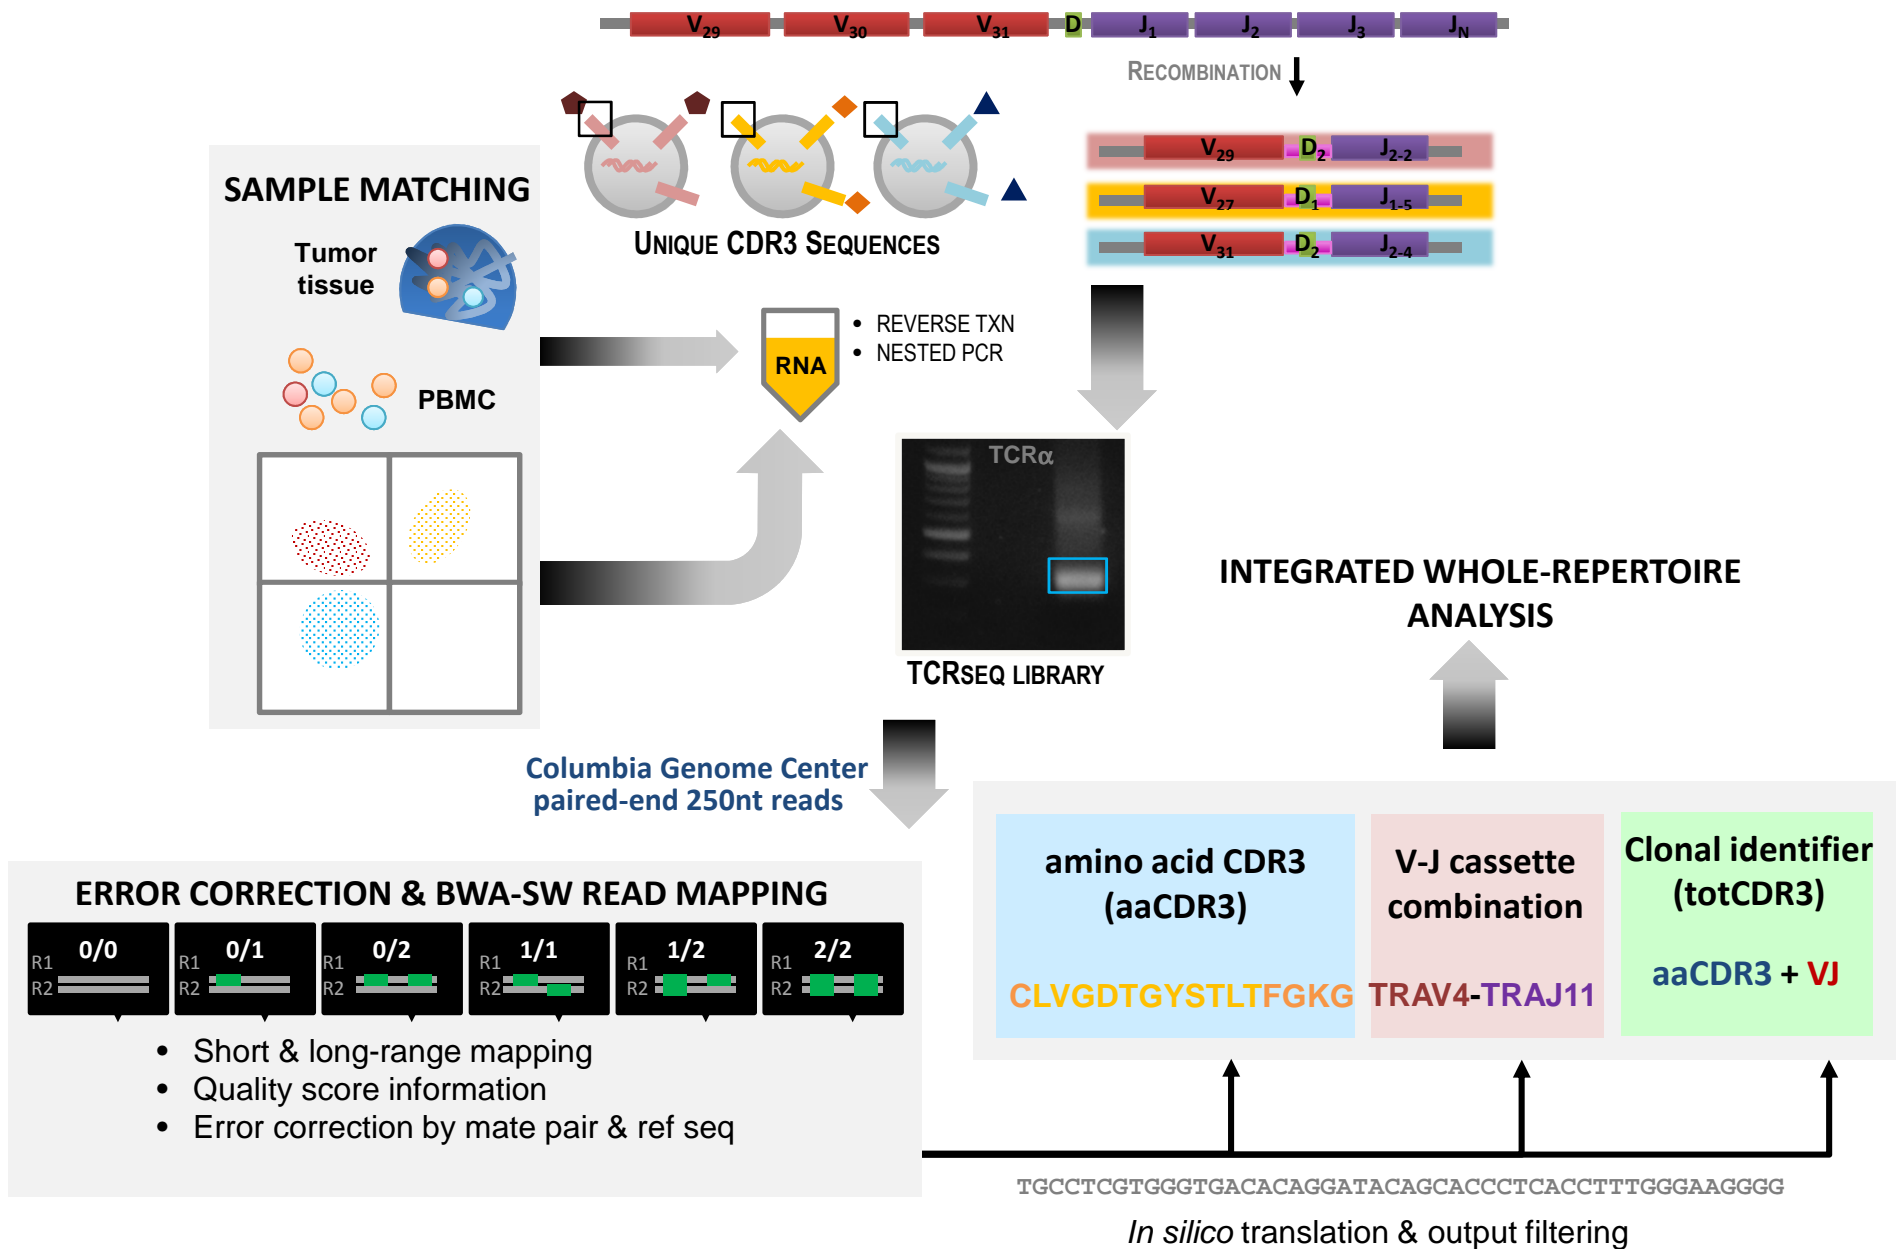 V29 V30 V31 D J1 J2 J3 JN
RECOMBINATION
V29 D2 J2-2
V27 D1 J1-5
V31 D2 J2-4
UNIQUE CDR3 SEQUENCES
SAMPLE MATCHING
Tumor
tissue
PBMC
RNA
• REVERSE TXN
• NESTED PCR
TCRα
TCRSEQ LIBRARY
Columbia Genome Center
paired-end 250nt reads
ERROR CORRECTION & BWA-SW READ MAPPING
0/0 0/1 0/2 1/1 1/2 2/2
R1 R1 R1 R1 R1 R1
R2 R2 R2 R2 R2 R2
• Short & long-range mapping
• Quality score information
• Error correction by mate pair & ref seq
INTEGRATED WHOLE-REPERTOIRE
ANALYSIS
amino acid CDR3
(aaCDR3)
CLVGDTGYSTLTFGKG
V-J cassette
combination
TRAV4-TRAJ11
Clonal identifier
(totCDR3)
aaCDR3 + VJ
TGCCTCGTGGGTGACACAGGATACAGCACCCTCACCTTTGGGAAGGGG
In silico translation & output filtering